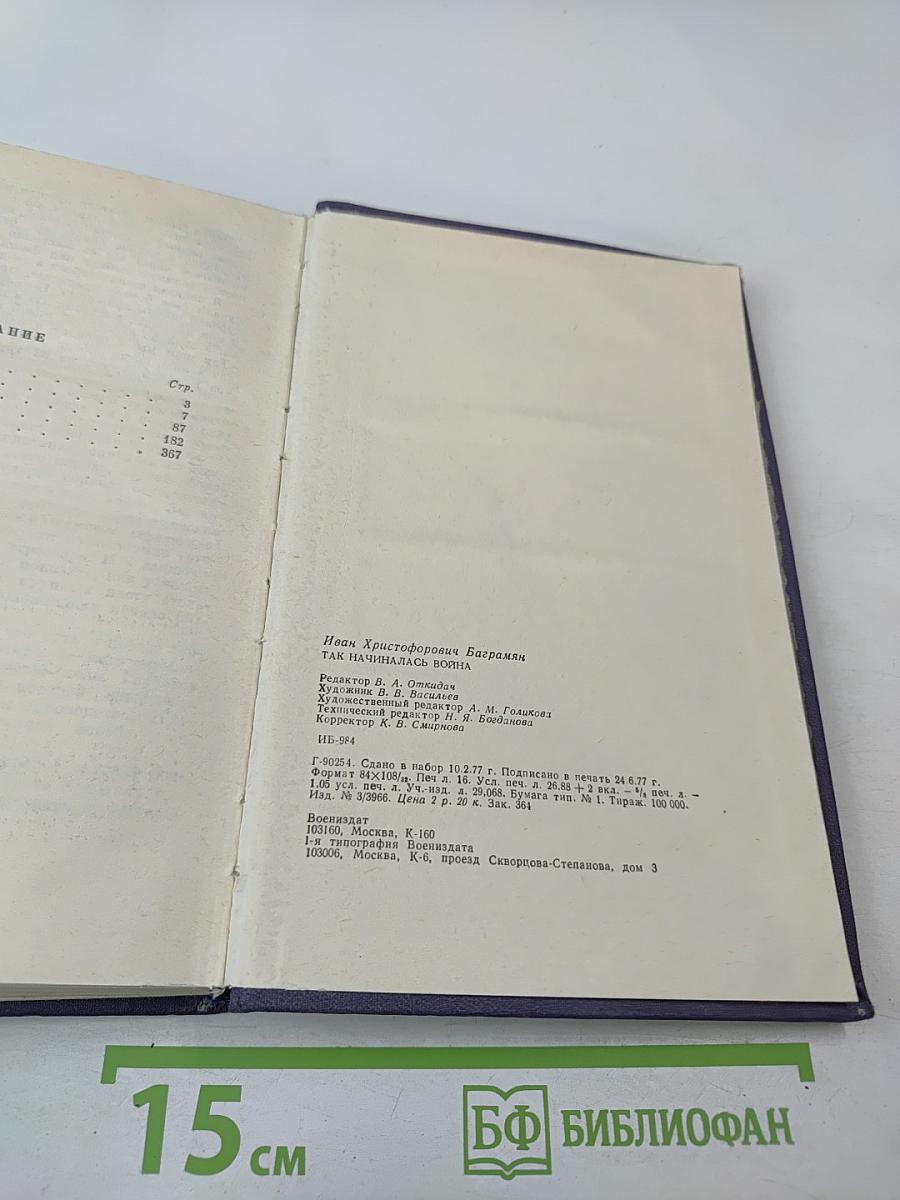 АНИЕ
Стр.
3
7
87
182
367
Иван Христофорович Баграмян
ТАК НАЧИНАЛАСЬ ВОЙНА
Редактор В. А. Откидач
Художник В. В. Васильев
Художественный редактор А. М. Голикова
Технический редактор Н. Я. Богданова
Корректор К. В. Смирнова
ИБ-984
Г-90254. Сдано в набор 10.2.77 г. Подписано в печать 24.6.77 г.
Формат 84×108/₃₂. Печ л. 16. Усл. печ. л. 26.88 + 2 вкл. — ⁵/₈ печ. л. —
1.05 усл. печ. л. Уч.-изд. л. 29,068. Бумага тип. № 1. Тираж. 100 000.
Изд. № 3/3966. Цена 2 р. 20 к. Зак. 364
Воениздат
103160, Москва, К-160
1-я типография Воениздата
103006, Москва, К-6, проезд Скворцова-Степанова, дом 3
15 см
БФ БИБЛИОФАН